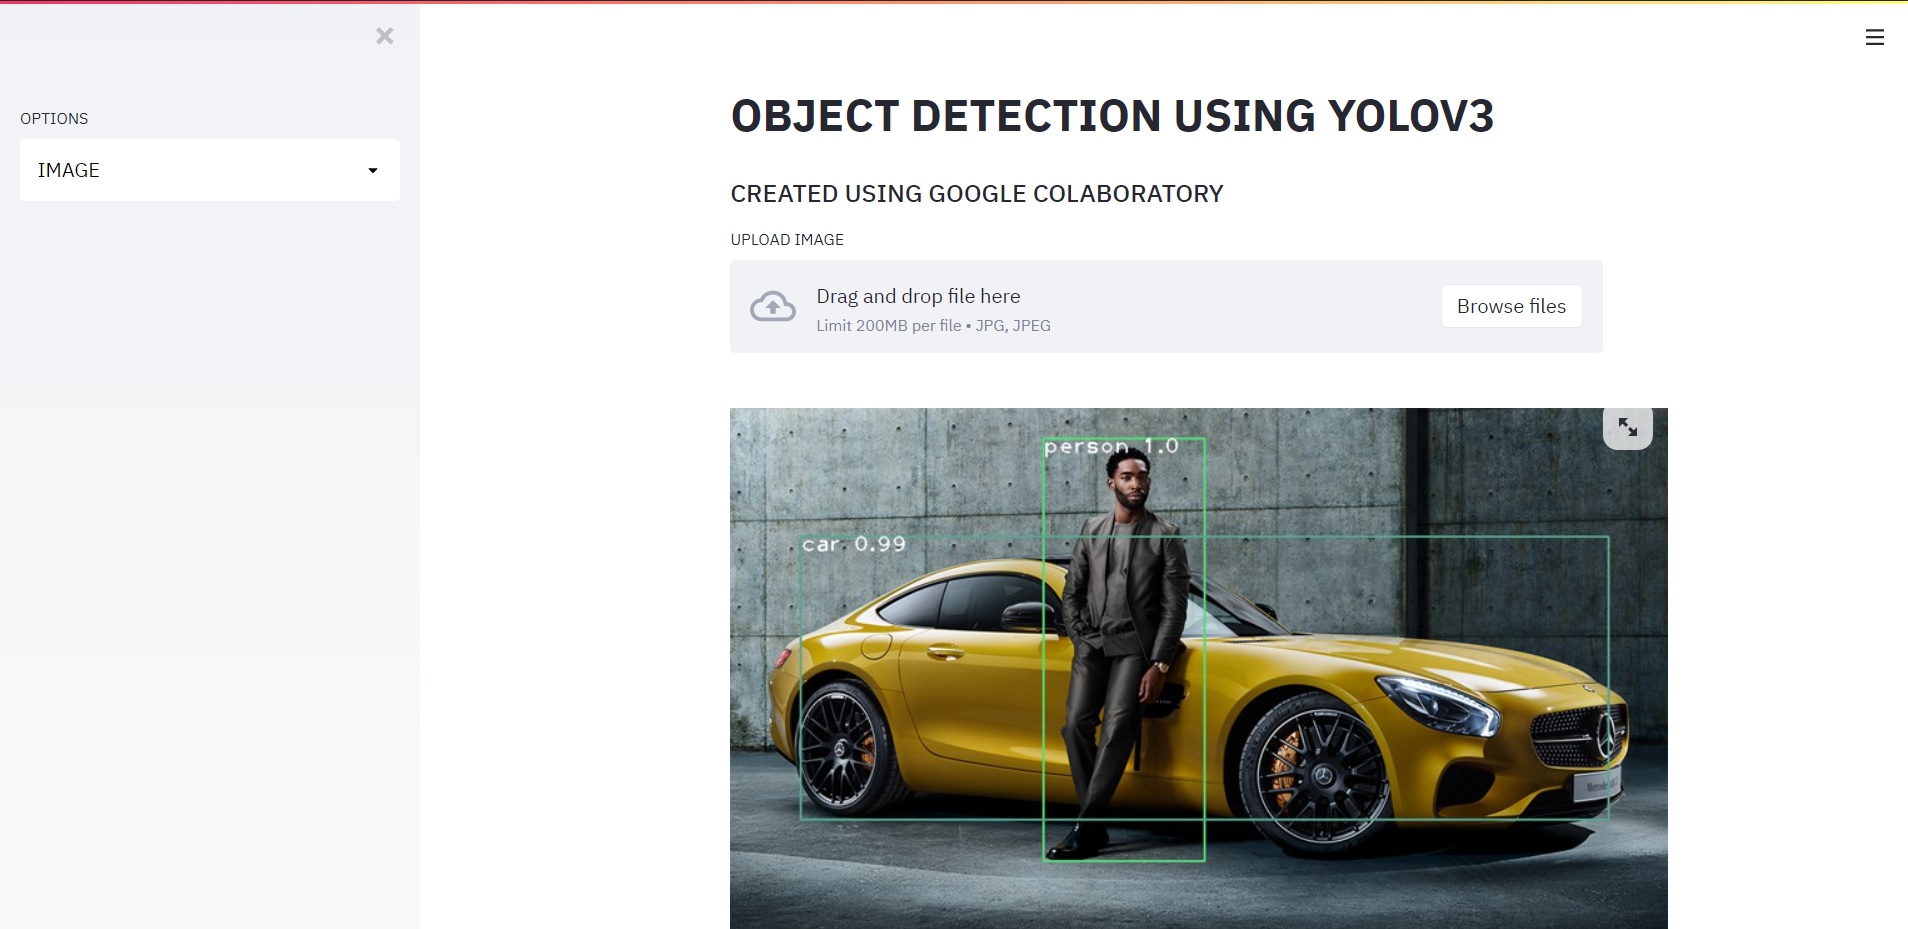 OPTIONS
IMAGE
OBJECT DETECTION USING YOLOV3
CREATED USING GOOGLE COLABORATORY
UPLOAD IMAGE
Drag and drop file here
Limit 200MB per file • JPG, JPEG
Browse files
person 1.0
car 0.99